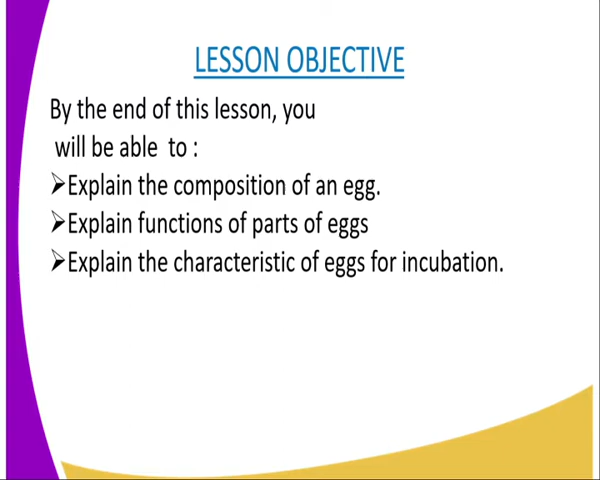 LESSON OBJECTIVE
By the end of this lesson, you
will be able to :
➢Explain the composition of an egg.
➢Explain functions of parts of eggs
➢Explain the characteristic of eggs for incubation.